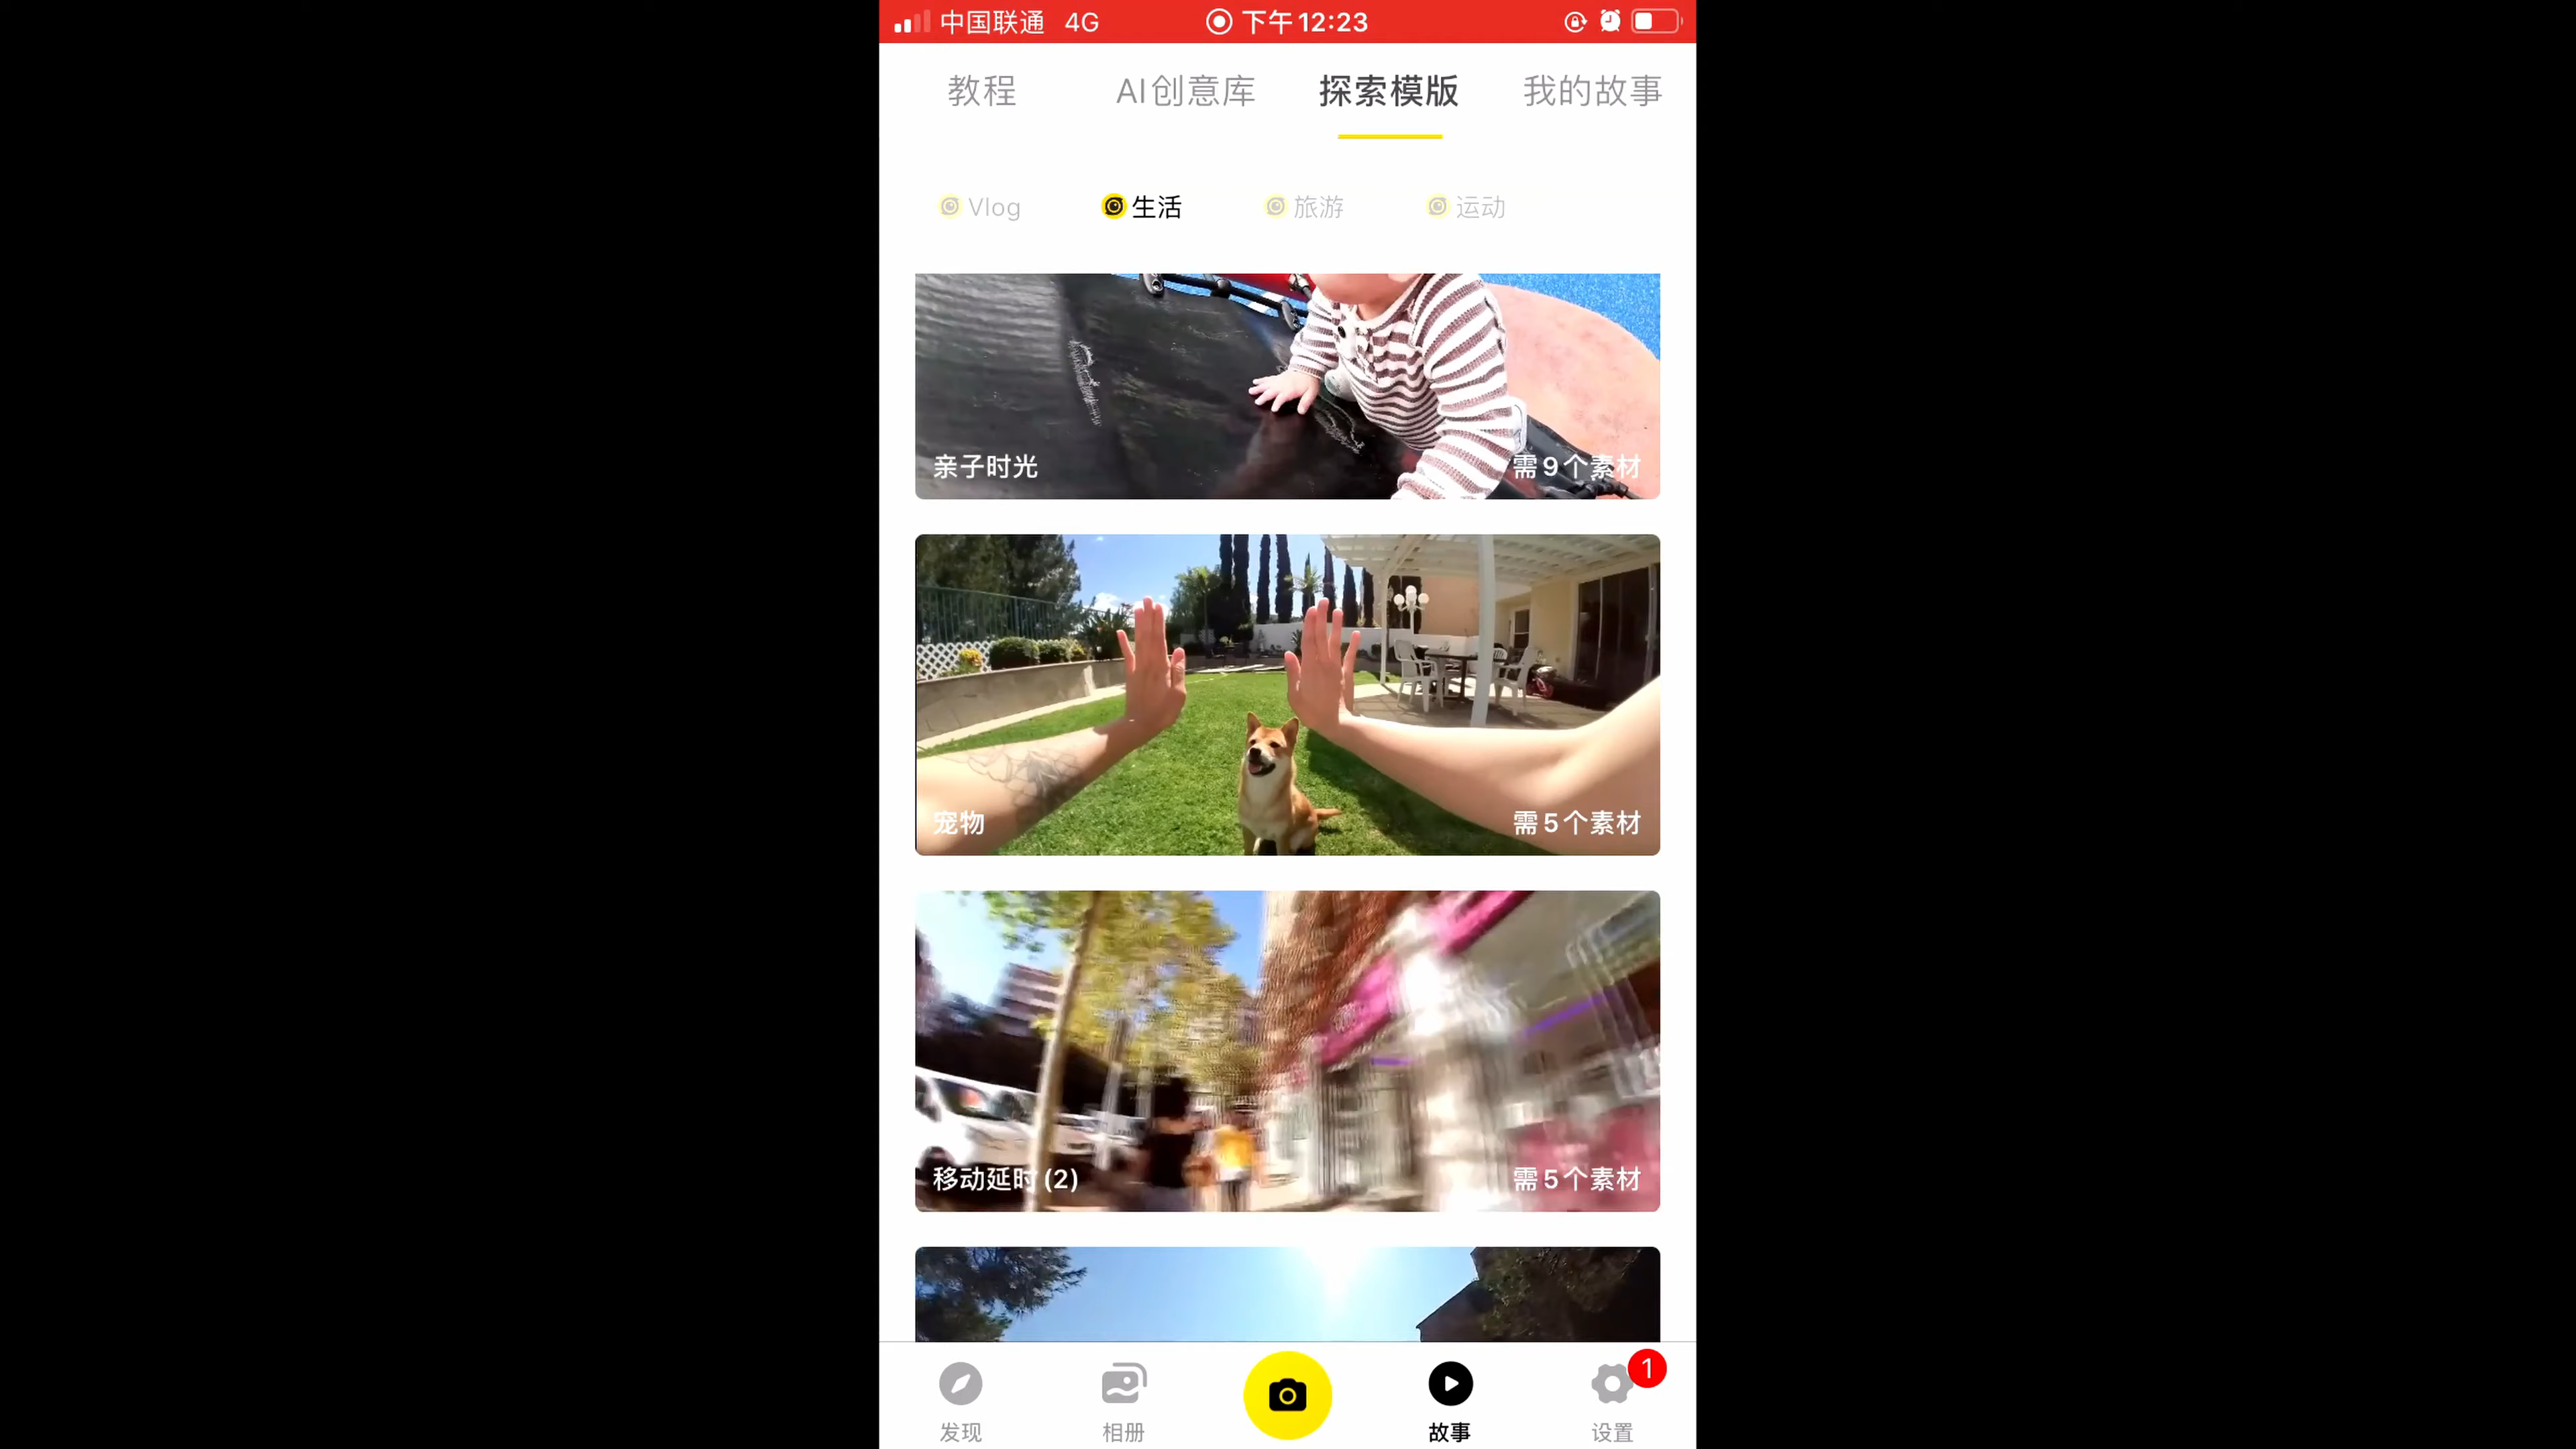 中国联通 4G 下午12:23
教程 AI创意库 探索模版 我的故事
Vlog 生活 旅游 运动
亲子时光 需9个素材
宠物 需5个素材
移动延时(2) 需5个素材
1
发现 相册 故事 设置